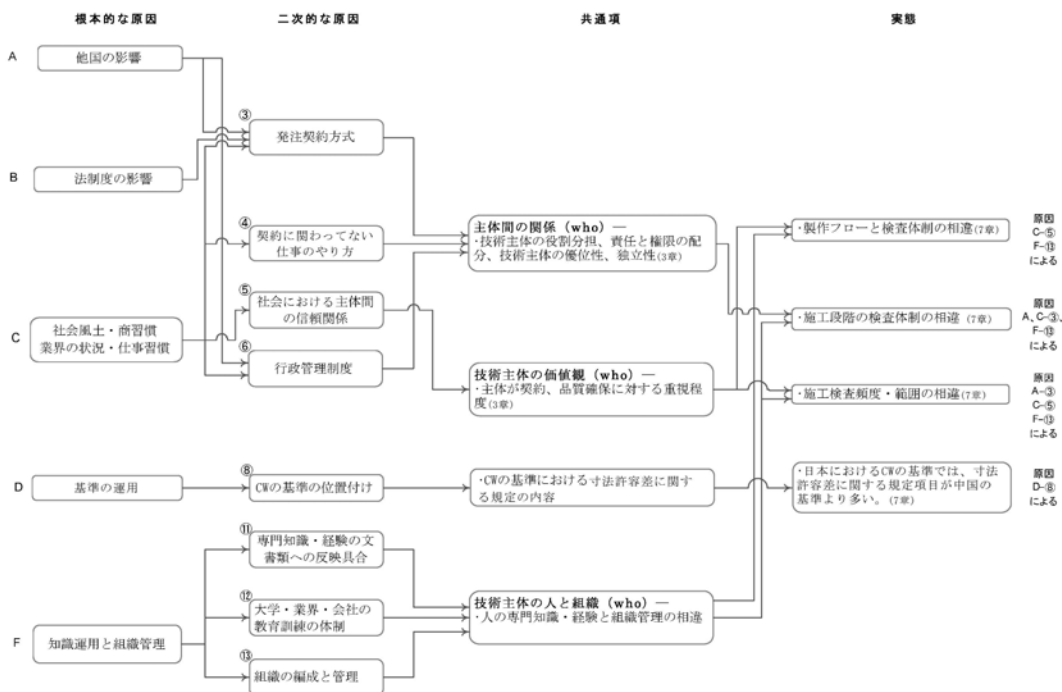 根本的な原因
二次的な原因
共通項
実態
A
他国の影響
③
発注契約方式
B
法制度の影響
④
契約に関わってない
仕事のやり方
主体間の関係（who）―
・技術主体の役割分担、責任と権限の配
分、技術主体の優位性、独立性(3章)
・製作フローと検査体制の相違(7章)
原因
C-⑤
F-⑬
による
⑤
社会における主体間
の信頼関係
C
社会風土・商習慣
業界の状況・仕事習慣
・施工段階の検査体制の相違（7章）
原因
A、C-③、
F-⑬
による
⑥
行政管理制度
技術主体の価値観（who）―
・主体が契約、品質確保に対する重視程
度(3章)
・施工検査頻度・範囲の相違(7章)
原因
A-③
C-⑤
F-⑬
による
D
基準の運用
⑧
CWの基準の位置付け
・CWの基準における寸法許容差に関す
る規定の内容
・日本におけるCWの基準では、寸法
許容差に関する規定項目が中国の
基準より多い。(7章)
原因
D-⑧
による
⑪
専門知識・経験の文
書類への反映具合
⑫
大学・業界・会社の
教育訓練の体制
技術主体の人と組織（who）―
・人の専門知識・経験と組織管理の相違
F
知識運用と組織管理
⑬
組織の編成と管理